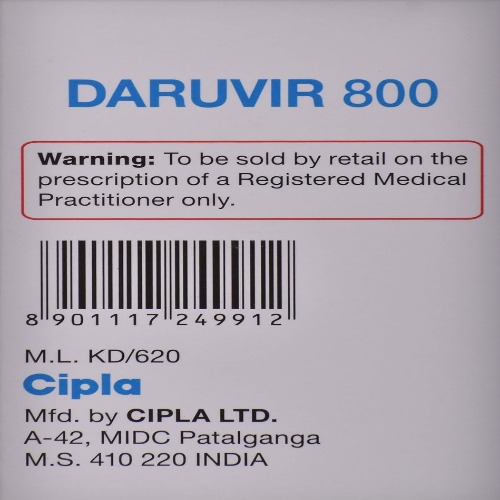 DARUVIR 800
Warning: To be sold by retail on the
prescription of a Registered Medical
Practitioner only.
8 901117 249912
M.L. KD/620
Cipla
Mfd. by CIPLA LTD.
A-42, MIDC Patalganga
M.S. 410 220 INDIA